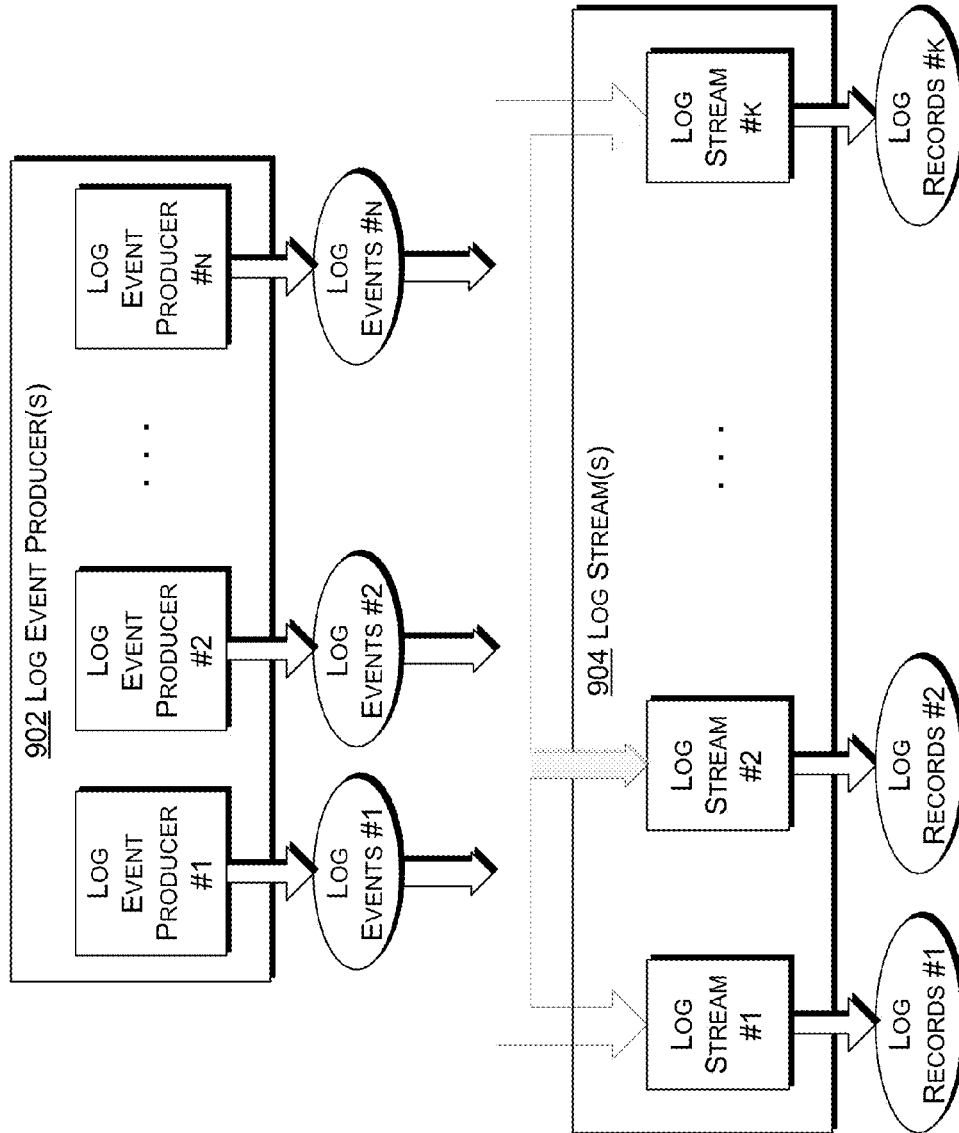 902 LOG EVENT PRODUCER(S)
LOG
EVENT
PRODUCER
#1
LOG
EVENT
PRODUCER
#2
. . .
LOG
EVENT
PRODUCER
#N
LOG
EVENTS #1
LOG
EVENTS #2
LOG
EVENTS #N
904 LOG STREAM(S)
LOG
STREAM
#1
LOG
STREAM
#2
. . .
LOG
STREAM
#K
LOG
RECORDS #1
LOG
RECORDS #2
LOG
RECORDS #K